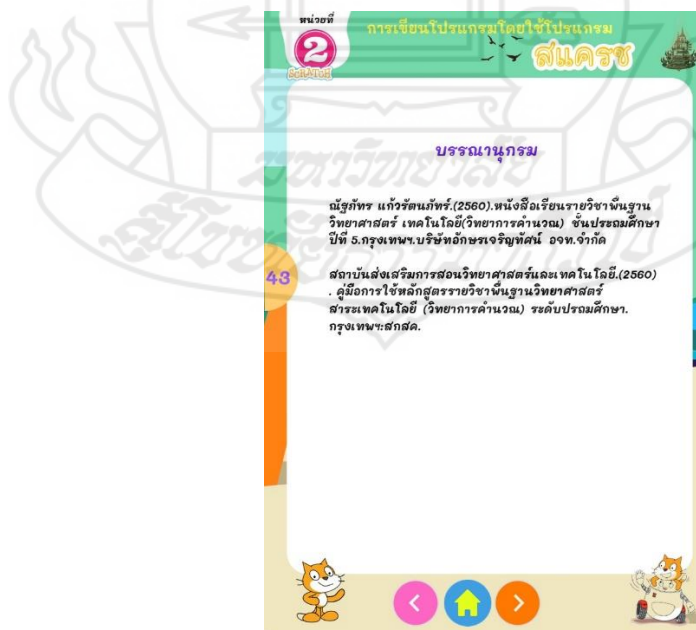 หน่วยที่
2
SCRATCH
การเขียนโปรแกรมโดยใช้โปรแกรม
สแครช
บรรณานุกรม
ณัฐภัทร แก้วรัตนภัทร์.(2560).หนังสือเรียนรายวิชาพื้นฐาน
วิทยาศาสตร์ เทคโนโลยี(วิทยาการคำนวณ) ชั้นประถมศึกษา
ปีที่ 5.กรุงเทพฯ.บริษัทอักษรเจริญทัศน์ อจท.จำกัด
43
สถาบันส่งเสริมการสอนวิทยาศาสตร์และเทคโนโลยี.(2560)
. คู่มือการใช้หลักสูตรรายวิชาพื้นฐานวิทยาศาสตร์
สาระเทคโนโลยี (วิทยาการคำนวณ) ระดับประถมศึกษา.
กรุงเทพฯ:สกสค.